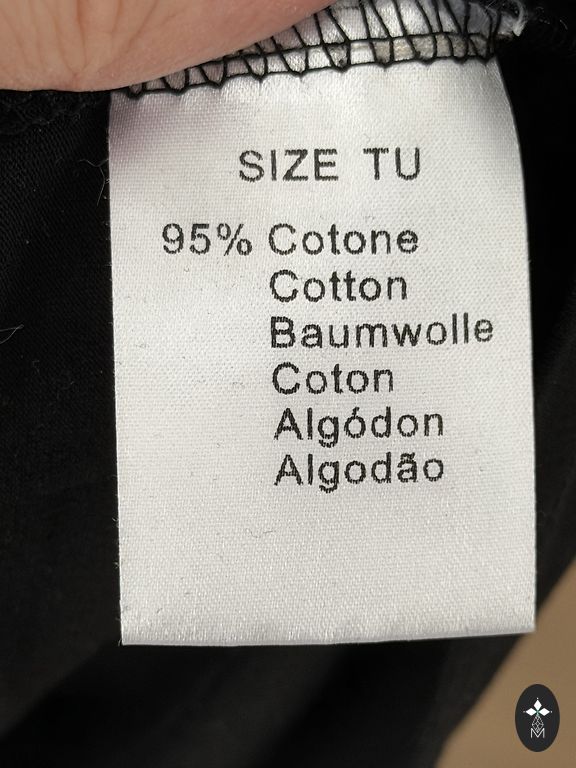 SIZE TU
95% Cotone
Cotton
Baumwolle
Coton
Algódon
Algodão
M